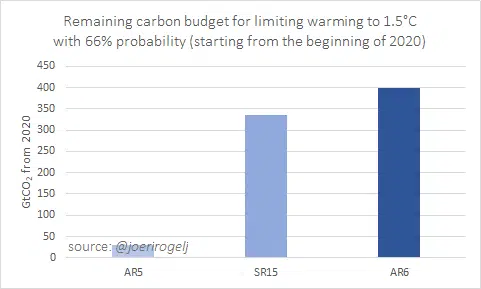 Remaining carbon budget for limiting warming to 1.5°C
with 66% probability (starting from the beginning of 2020)
GtCO₂ from 2020
450
400
350
300
250
200
150
100
50
0
source: @joerirogelj
AR5
SR15
AR6